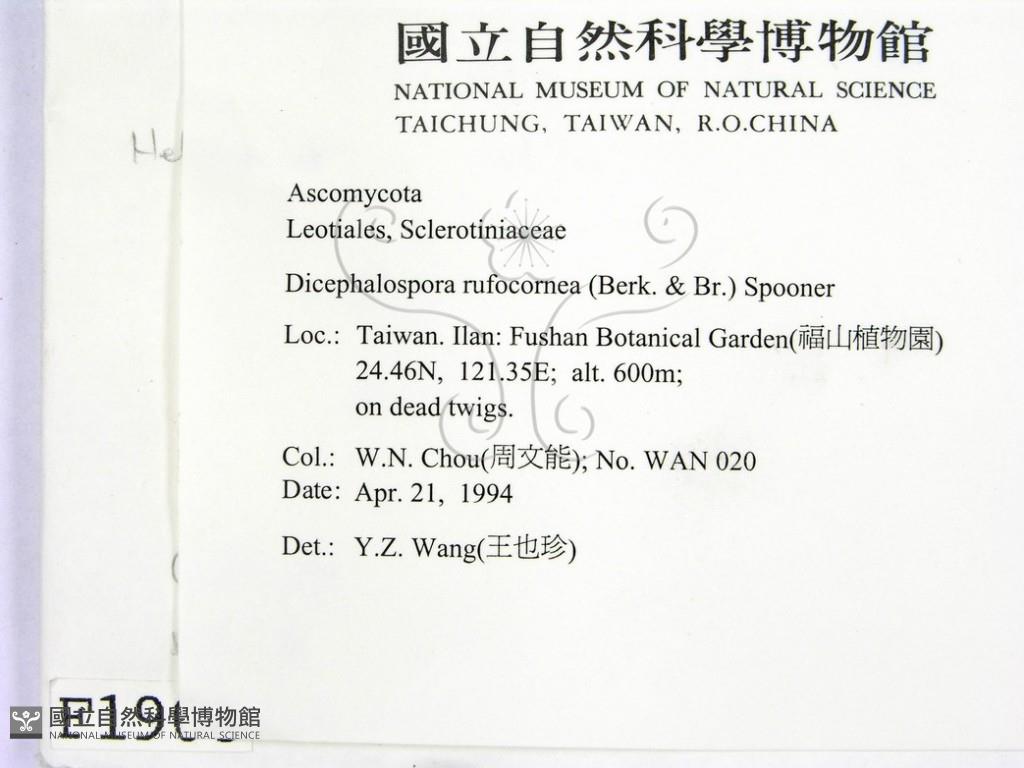 國立自然科學博物館
NATIONAL MUSEUM OF NATURAL SCIENCE
TAICHUNG, TAIWAN, R.O.CHINA
Ascomycota
Leotiales, Sclerotiniaceae
Dicephalospora rufocornea (Berk. & Br.) Spooner
Loc.: Taiwan. Ilan: Fushan Botanical Garden(福山植物園)
24.46N, 121.35E; alt. 600m;
on dead twigs.
Col.: W.N. Chou(周文能); No. WAN 020
Date: Apr. 21, 1994
Det.: Y.Z. Wang(王也珍)
國立自然科學博物館
NATIONAL MUSEUM OF NATURAL SCIENCE